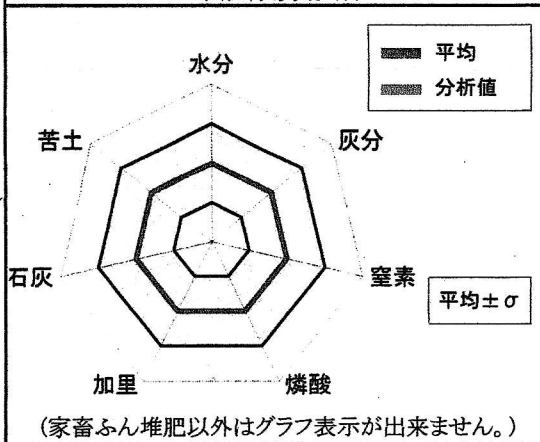 平均
分析値
水分
苦土
灰分
石灰
窒素
平均±σ
加里
燐酸
(家畜ふん堆肥以外はグラフ表示が出来ません。)